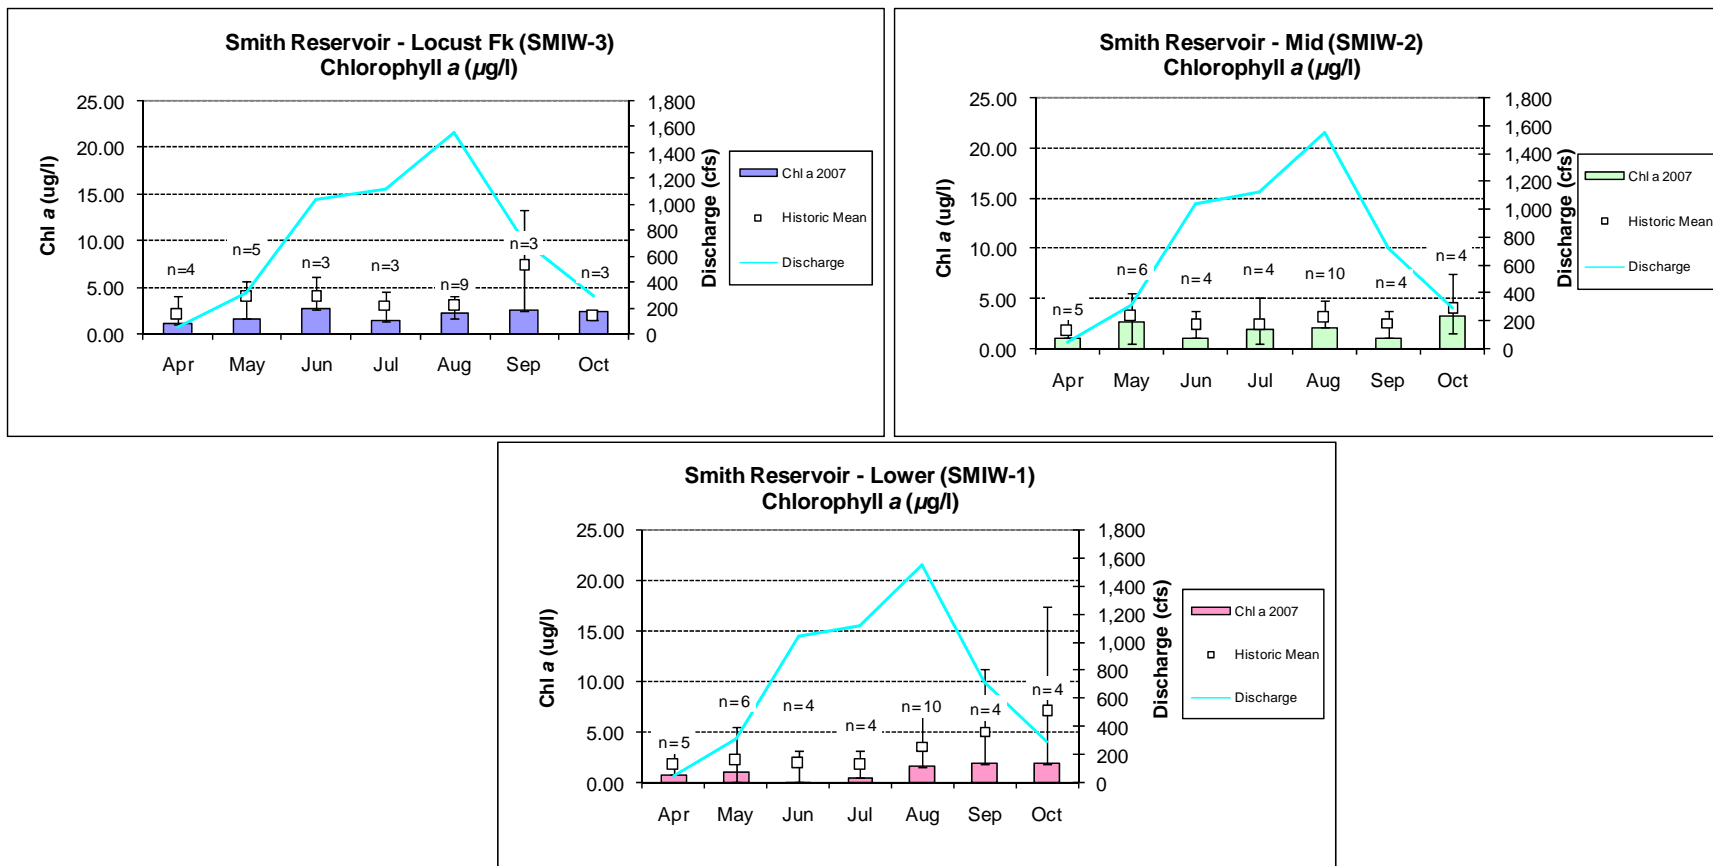 Smith Reservoir - Locust Fk (SMIW-3)
Chlorophyll a (µg/l)
25.00
20.00
15.00
10.00
5.00
0.00
Chl a (ug/l)
1,800
1,600
1,400
1,200
1,000
800
600
400
200
0
Discharge (cfs)
n=4
n=5
n=3
n=3
n=9
n=3
n=3
Apr May Jun Jul Aug Sep Oct
Chl a 2007
Historic Mean
Discharge
Smith Reservoir - Mid (SMIW-2)
Chlorophyll a (µg/l)
25.00
20.00
15.00
10.00
5.00
0.00
Chl a (ug/l)
1,800
1,600
1,400
1,200
1,000
800
600
400
200
0
Discharge (cfs)
n=5
n=6
n=4
n=4
n=10
n=4
n=4
Apr May Jun Jul Aug Sep Oct
Chl a 2007
Historic Mean
Discharge
Smith Reservoir - Lower (SMIW-1)
Chlorophyll a (µg/l)
25.00
20.00
15.00
10.00
5.00
0.00
Chl a (ug/l)
1,800
1,600
1,400
1,200
1,000
800
600
400
200
0
Discharge (cfs)
n=5
n=6
n=4
n=4
n=10
n=4
n=4
Apr May Jun Jul Aug Sep Oct
Chl a 2007
Historic Mean
Discharge